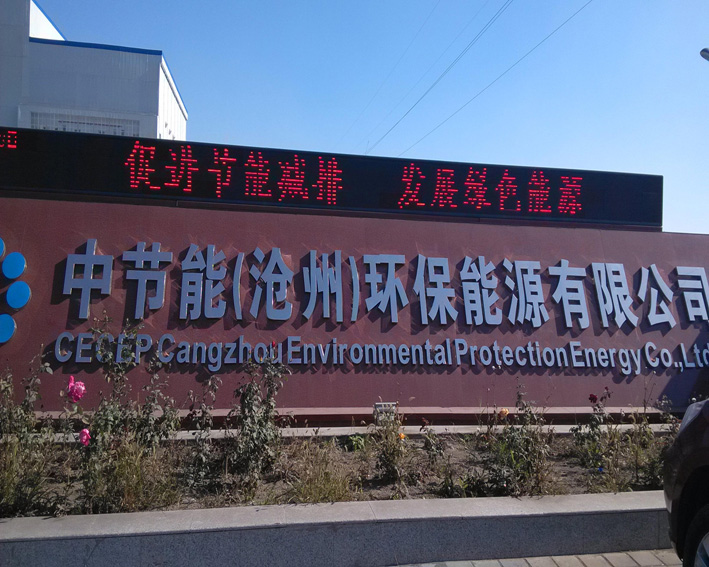 促进节能减排 发展绿色能源
中节能(沧州)环保能源有限公司
CECEP Cangzhou Environmental Protection Energy Co.,Ltd